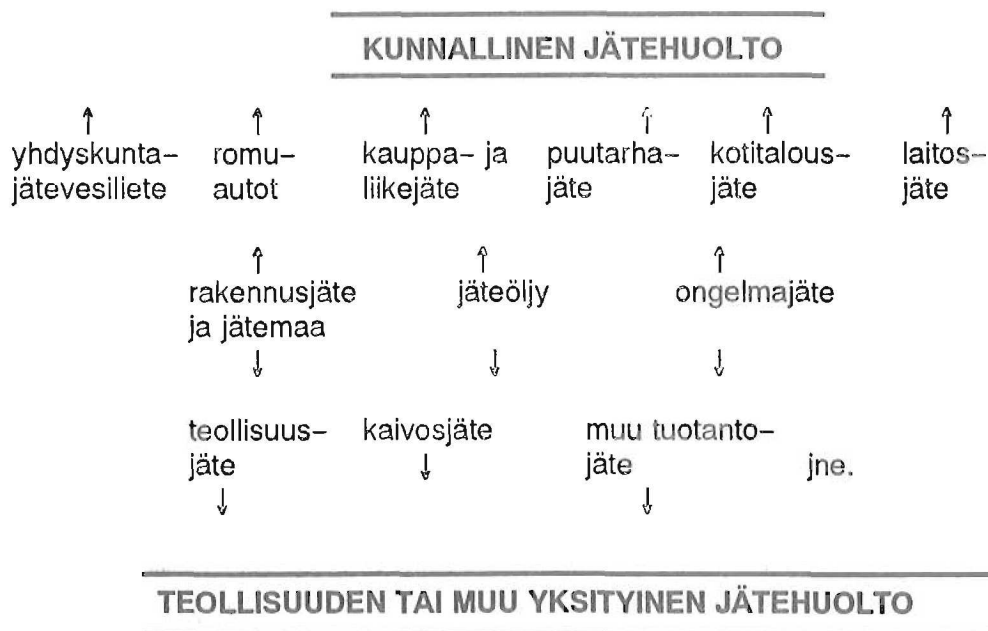 KUNNALLINEN JÄTEHUOLTO
yhdyskunta- romu- kauppa- ja puutarha- kotitalous- laitos-
jätevesiliete autot liikejäte jäte jäte jäte
rakennusjäte jäteöljy ongelmajäte
ja jätemaa
teollisuus- kaivosjäte muu tuotanto-
jäte jäte jne.
TEOLLISUUDEN TAI MUU YKSITYINEN JÄTEHUOLTO